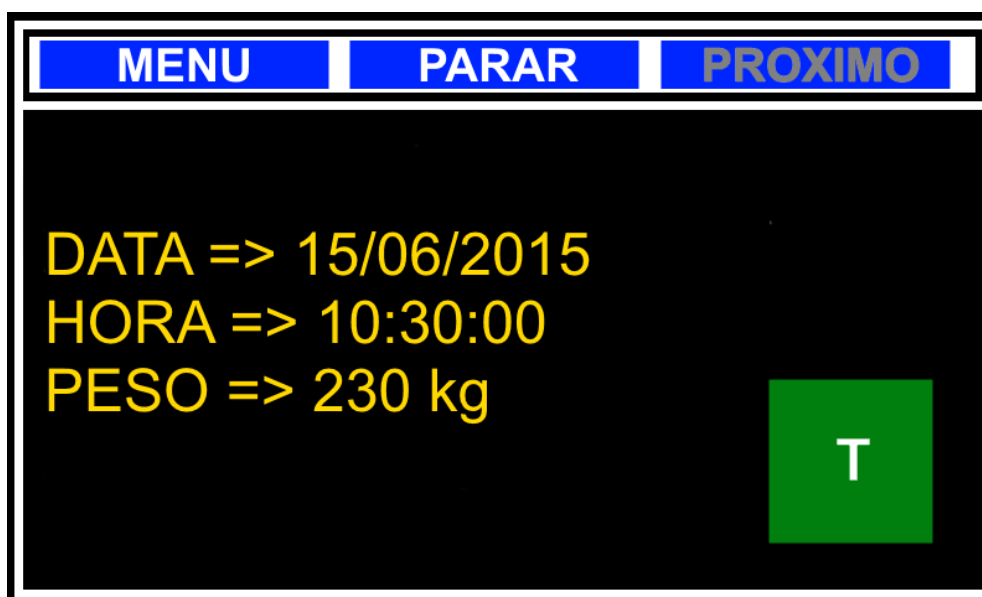 MENU PARAR PROXIMO
DATA => 15/06/2015
HORA => 10:30:00
PESO => 230 kg
T